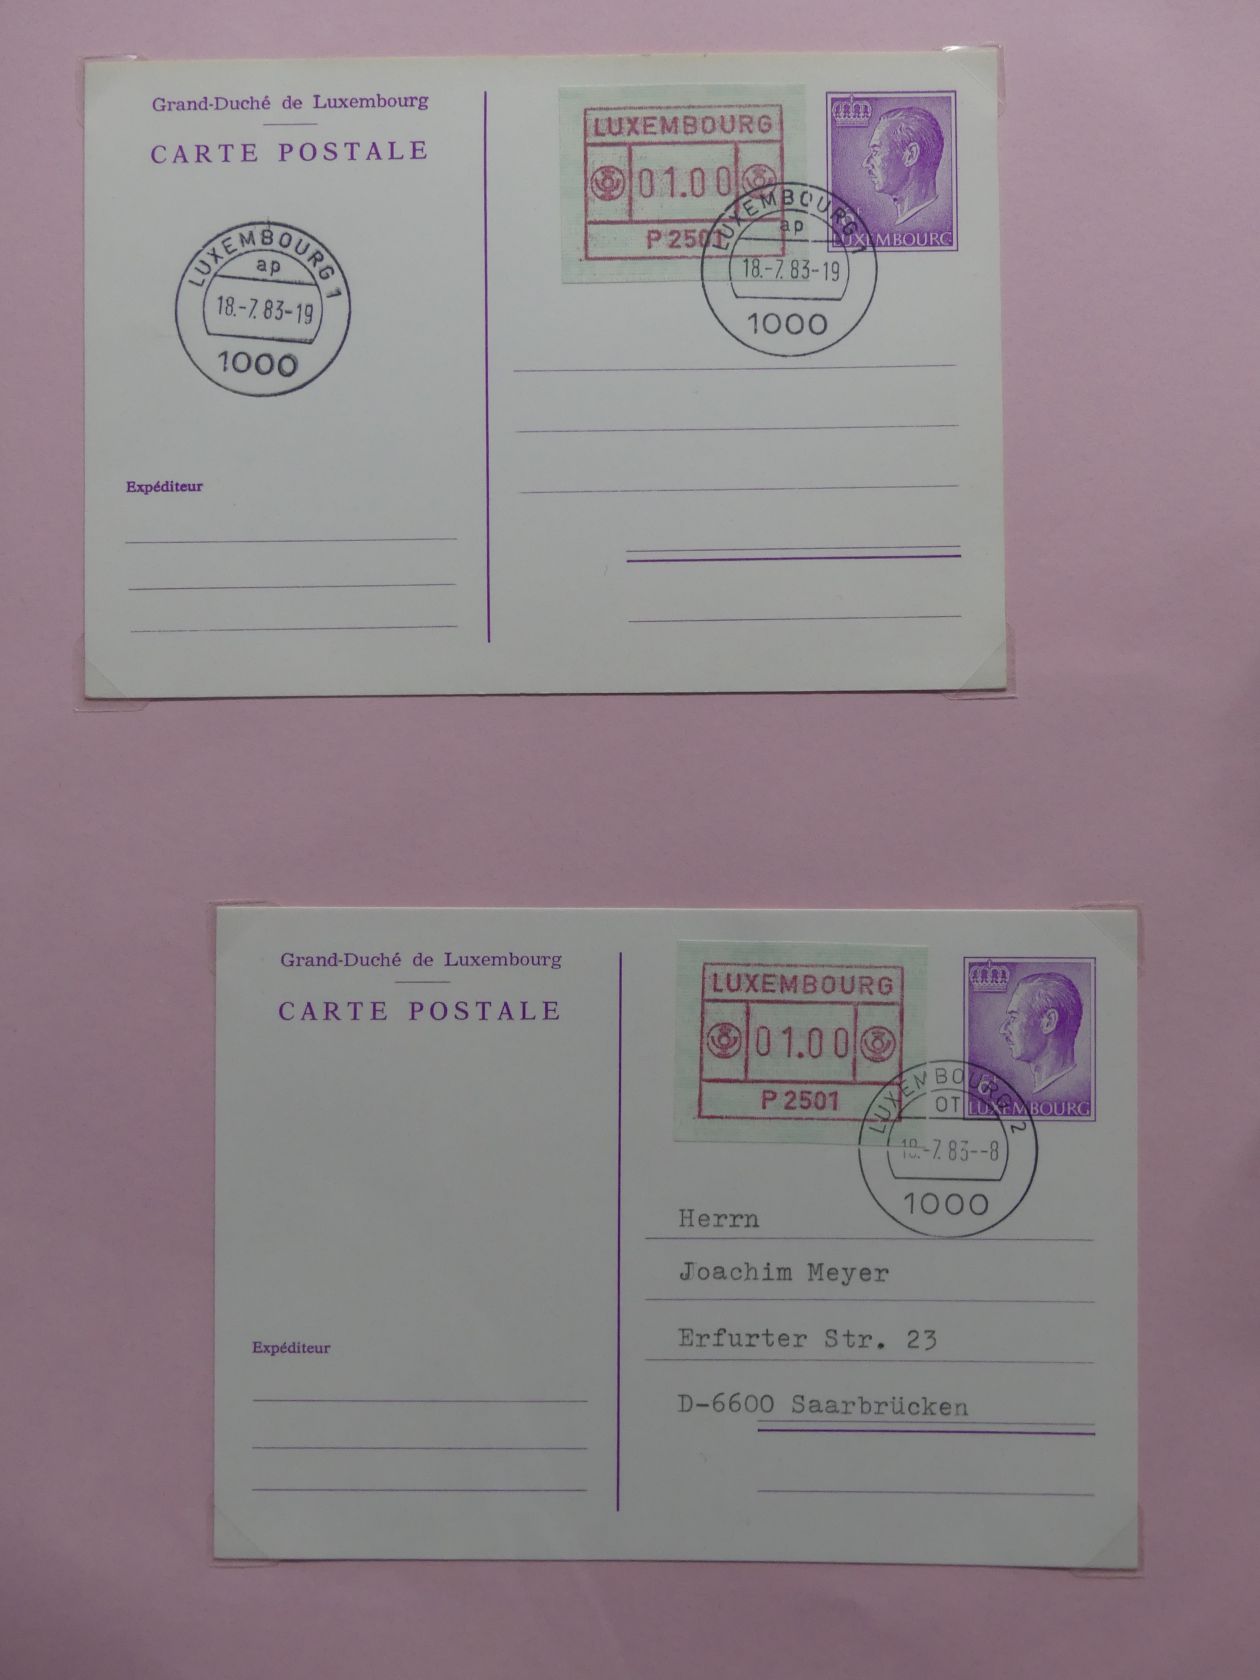 Grand-Duché de Luxembourg
CARTE POSTALE
LUXEMBOURG
01.00
P 2501
LUXEMBOURG
LUXEMBOURG 1
ap
18.-7.83-19
1000
LUXEMBOURG 1
ap
18.-7.83-19
1000
Expéditeur
Grand-Duché de Luxembourg
CARTE POSTALE
LUXEMBOURG
01.00
P 2501
6F
LUXEMBOURG
LUXEMBOURG 2
OT
18.-7.83--8
1000
Herrn
Joachim Meyer
Erfurter Str. 23
D-6600 Saarbrücken
Expéditeur